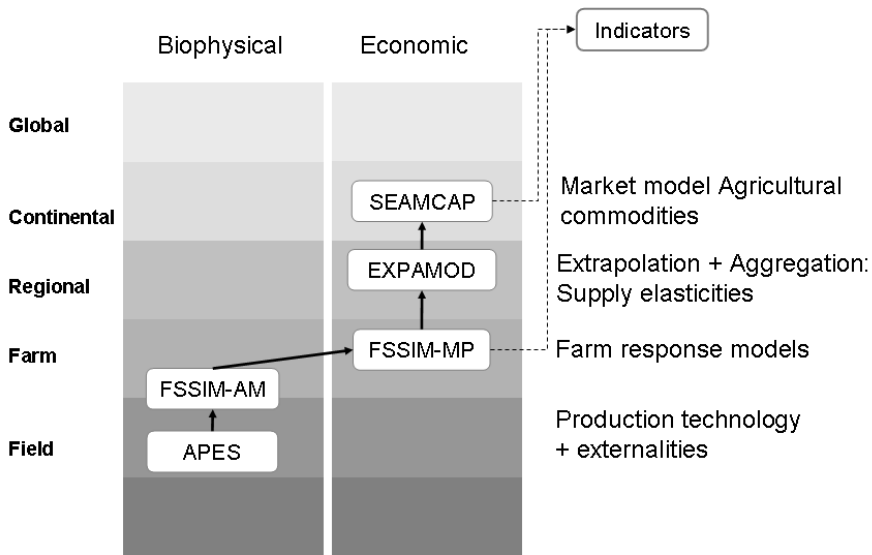 Biophysical
Economic
Indicators
Global
Continental
SEAMCAP
Market model Agricultural
commodities
Regional
EXPAMOD
Extrapolation + Aggregation:
Supply elasticities
Farm
FSSIM-MP
Farm response models
FSSIM-AM
Field
APES
Production technology
+ externalities